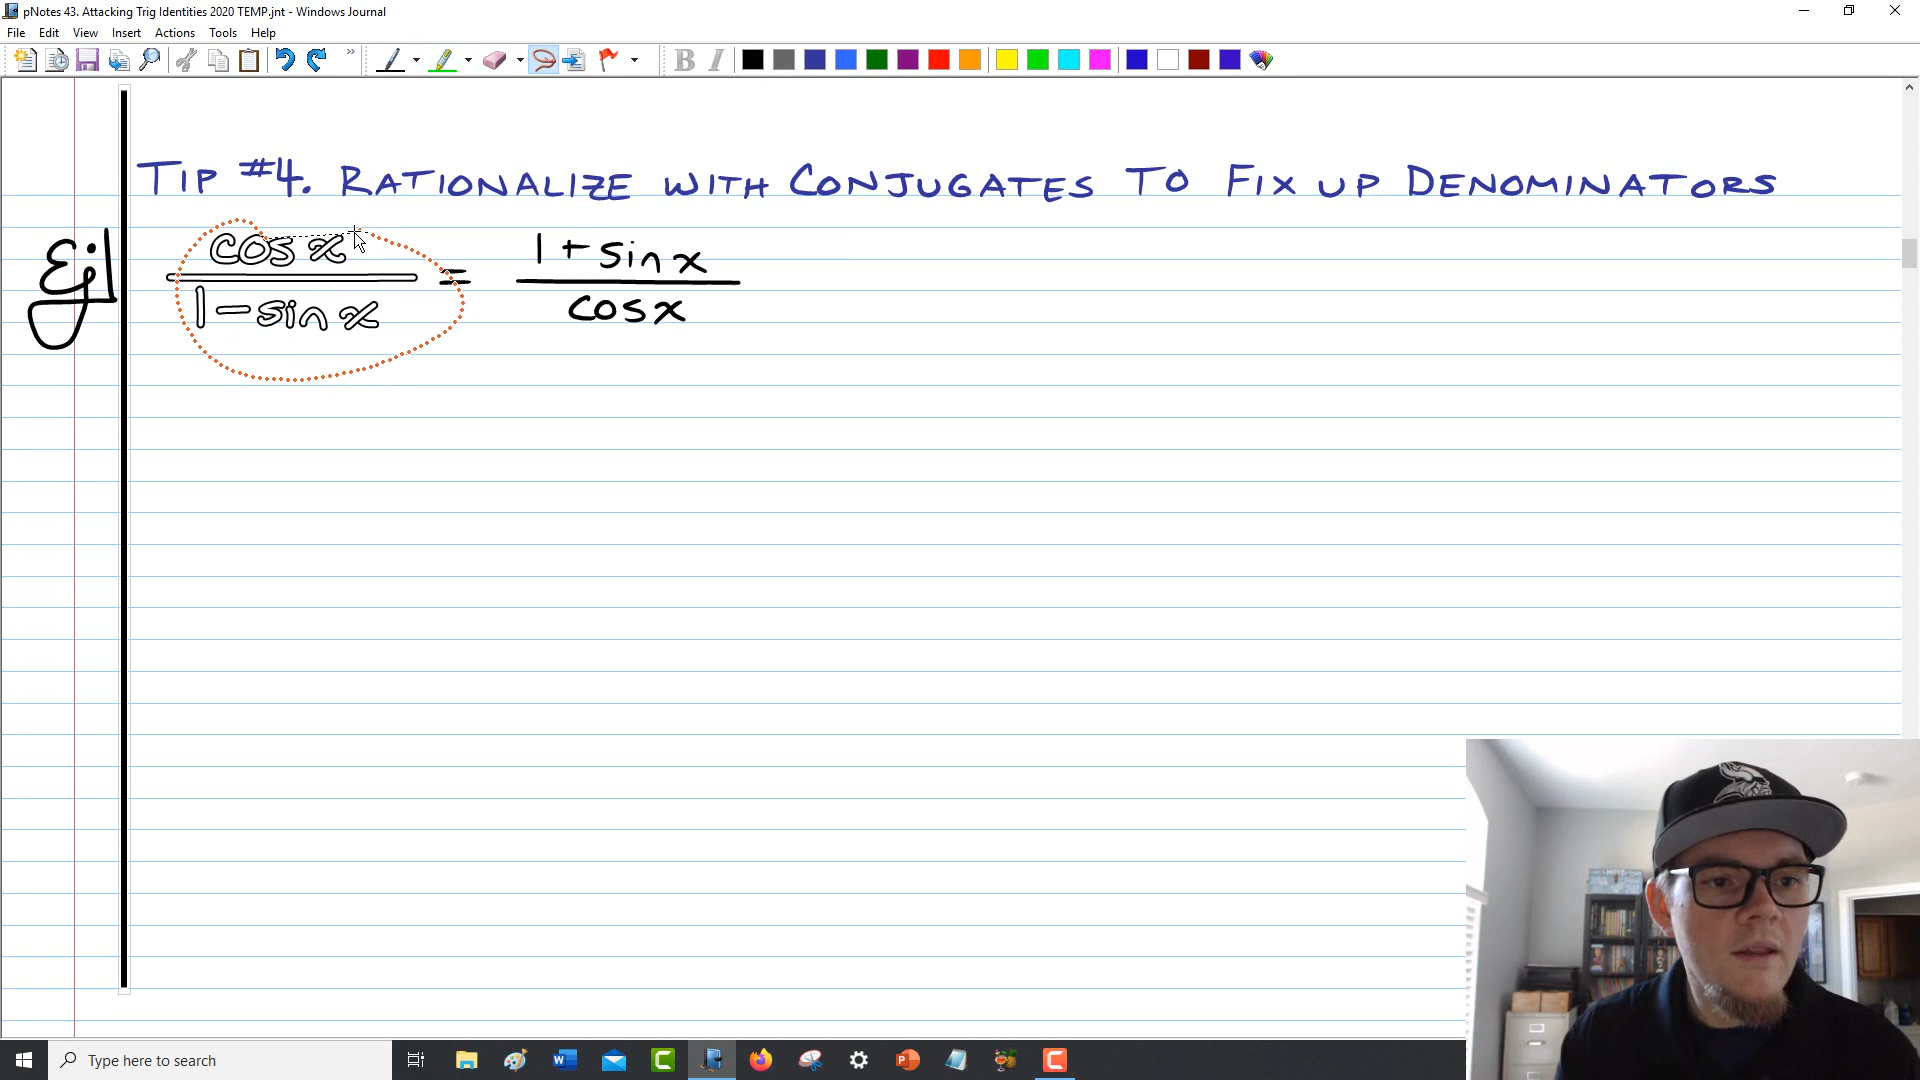 pNotes 43. Attacking Trig Identities 2020 TEMP.jnt - Windows Journal
File Edit View Insert Actions Tools Help
B I
TIP #4. RATIONALIZE WITH CONJUGATES TO FIX UP DENOMINATORS
Ej cos x / 1 - sin x = 1 + sin x / cos x
Type here to search